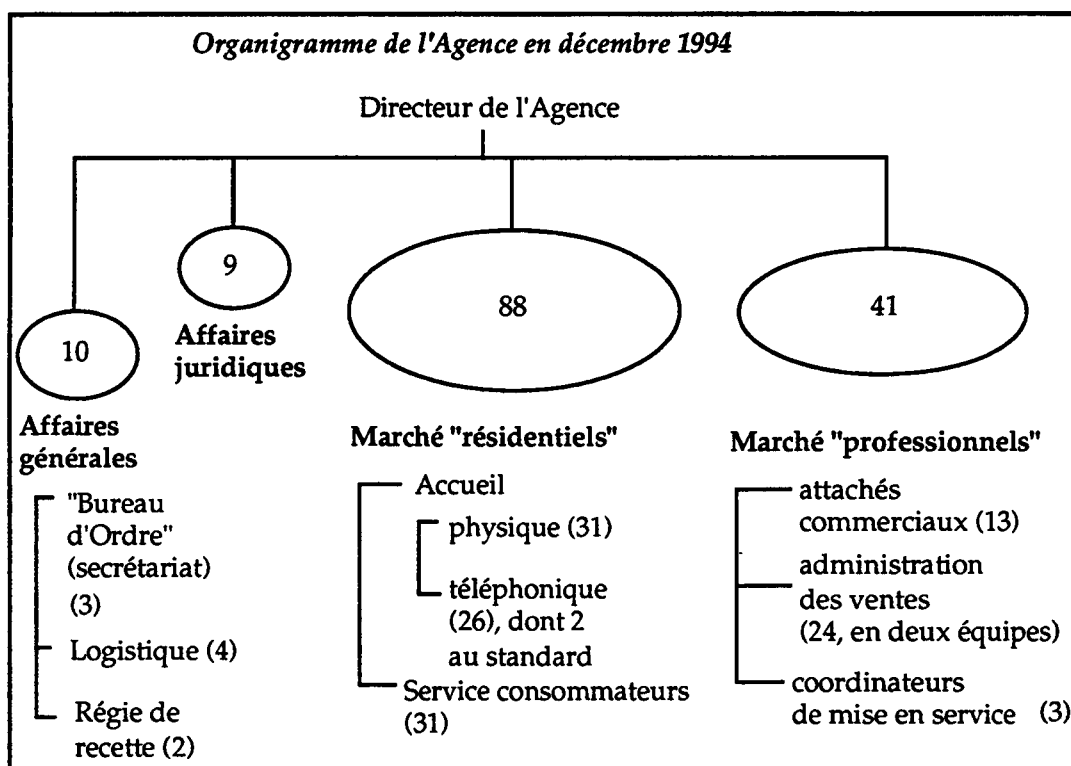 Organigramme de l'Agence en décembre 1994
Directeur de l'Agence
10
Affaires
générales
"Bureau
d'Ordre"
(secrétariat)
(3)
Logistique (4)
Régie de
recette (2)
9
Affaires
juridiques
88
Marché "résidentiels"
Accueil
physique (31)
téléphonique
(26), dont 2
au standard
Service consommateurs
(31)
41
Marché "professionnels"
attachés
commerciaux (13)
administration
des ventes
(24, en deux équipes)
coordinateurs
de mise en service (3)